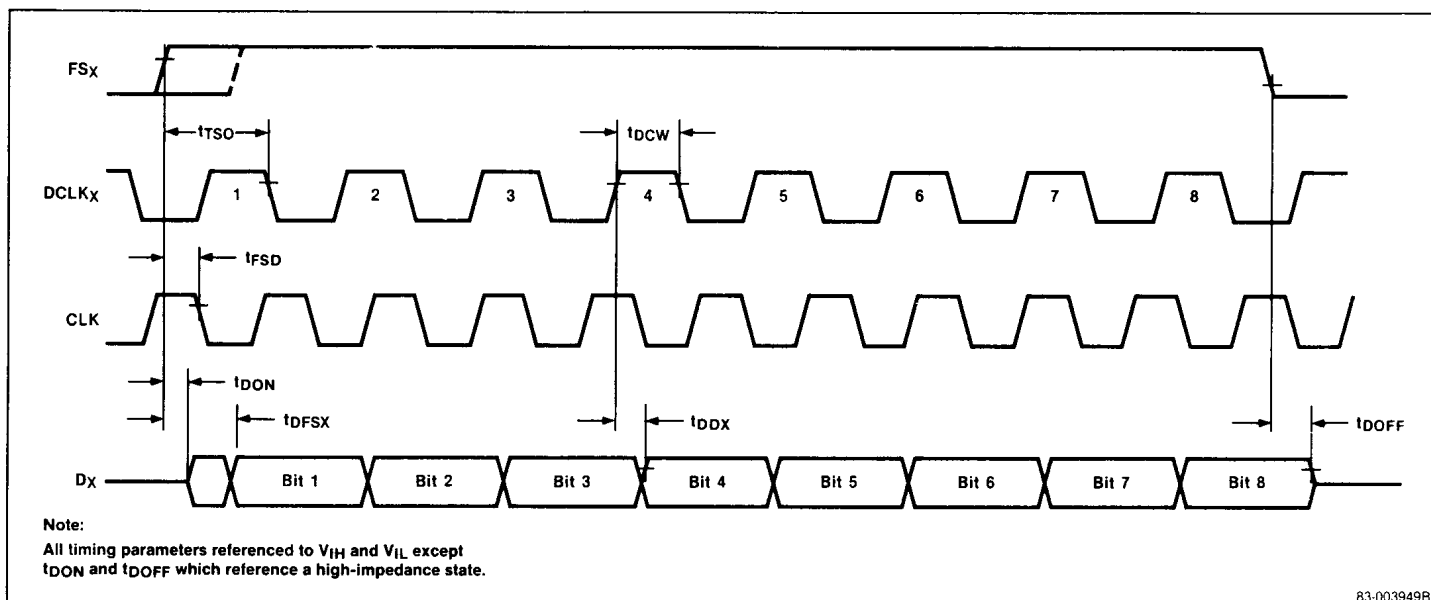 FSX
tTSO
tDCW
DCLKX
1 2 3 4 5 6 7 8
tFSD
CLK
tDON
tDFSX
tDDX
tDOFF
DX
Bit 1 Bit 2 Bit 3 Bit 4 Bit 5 Bit 6 Bit 7 Bit 8
Note:
All timing parameters referenced to VIH and VIL except
tDON and tDOFF which reference a high-impedance state.
83-003949B